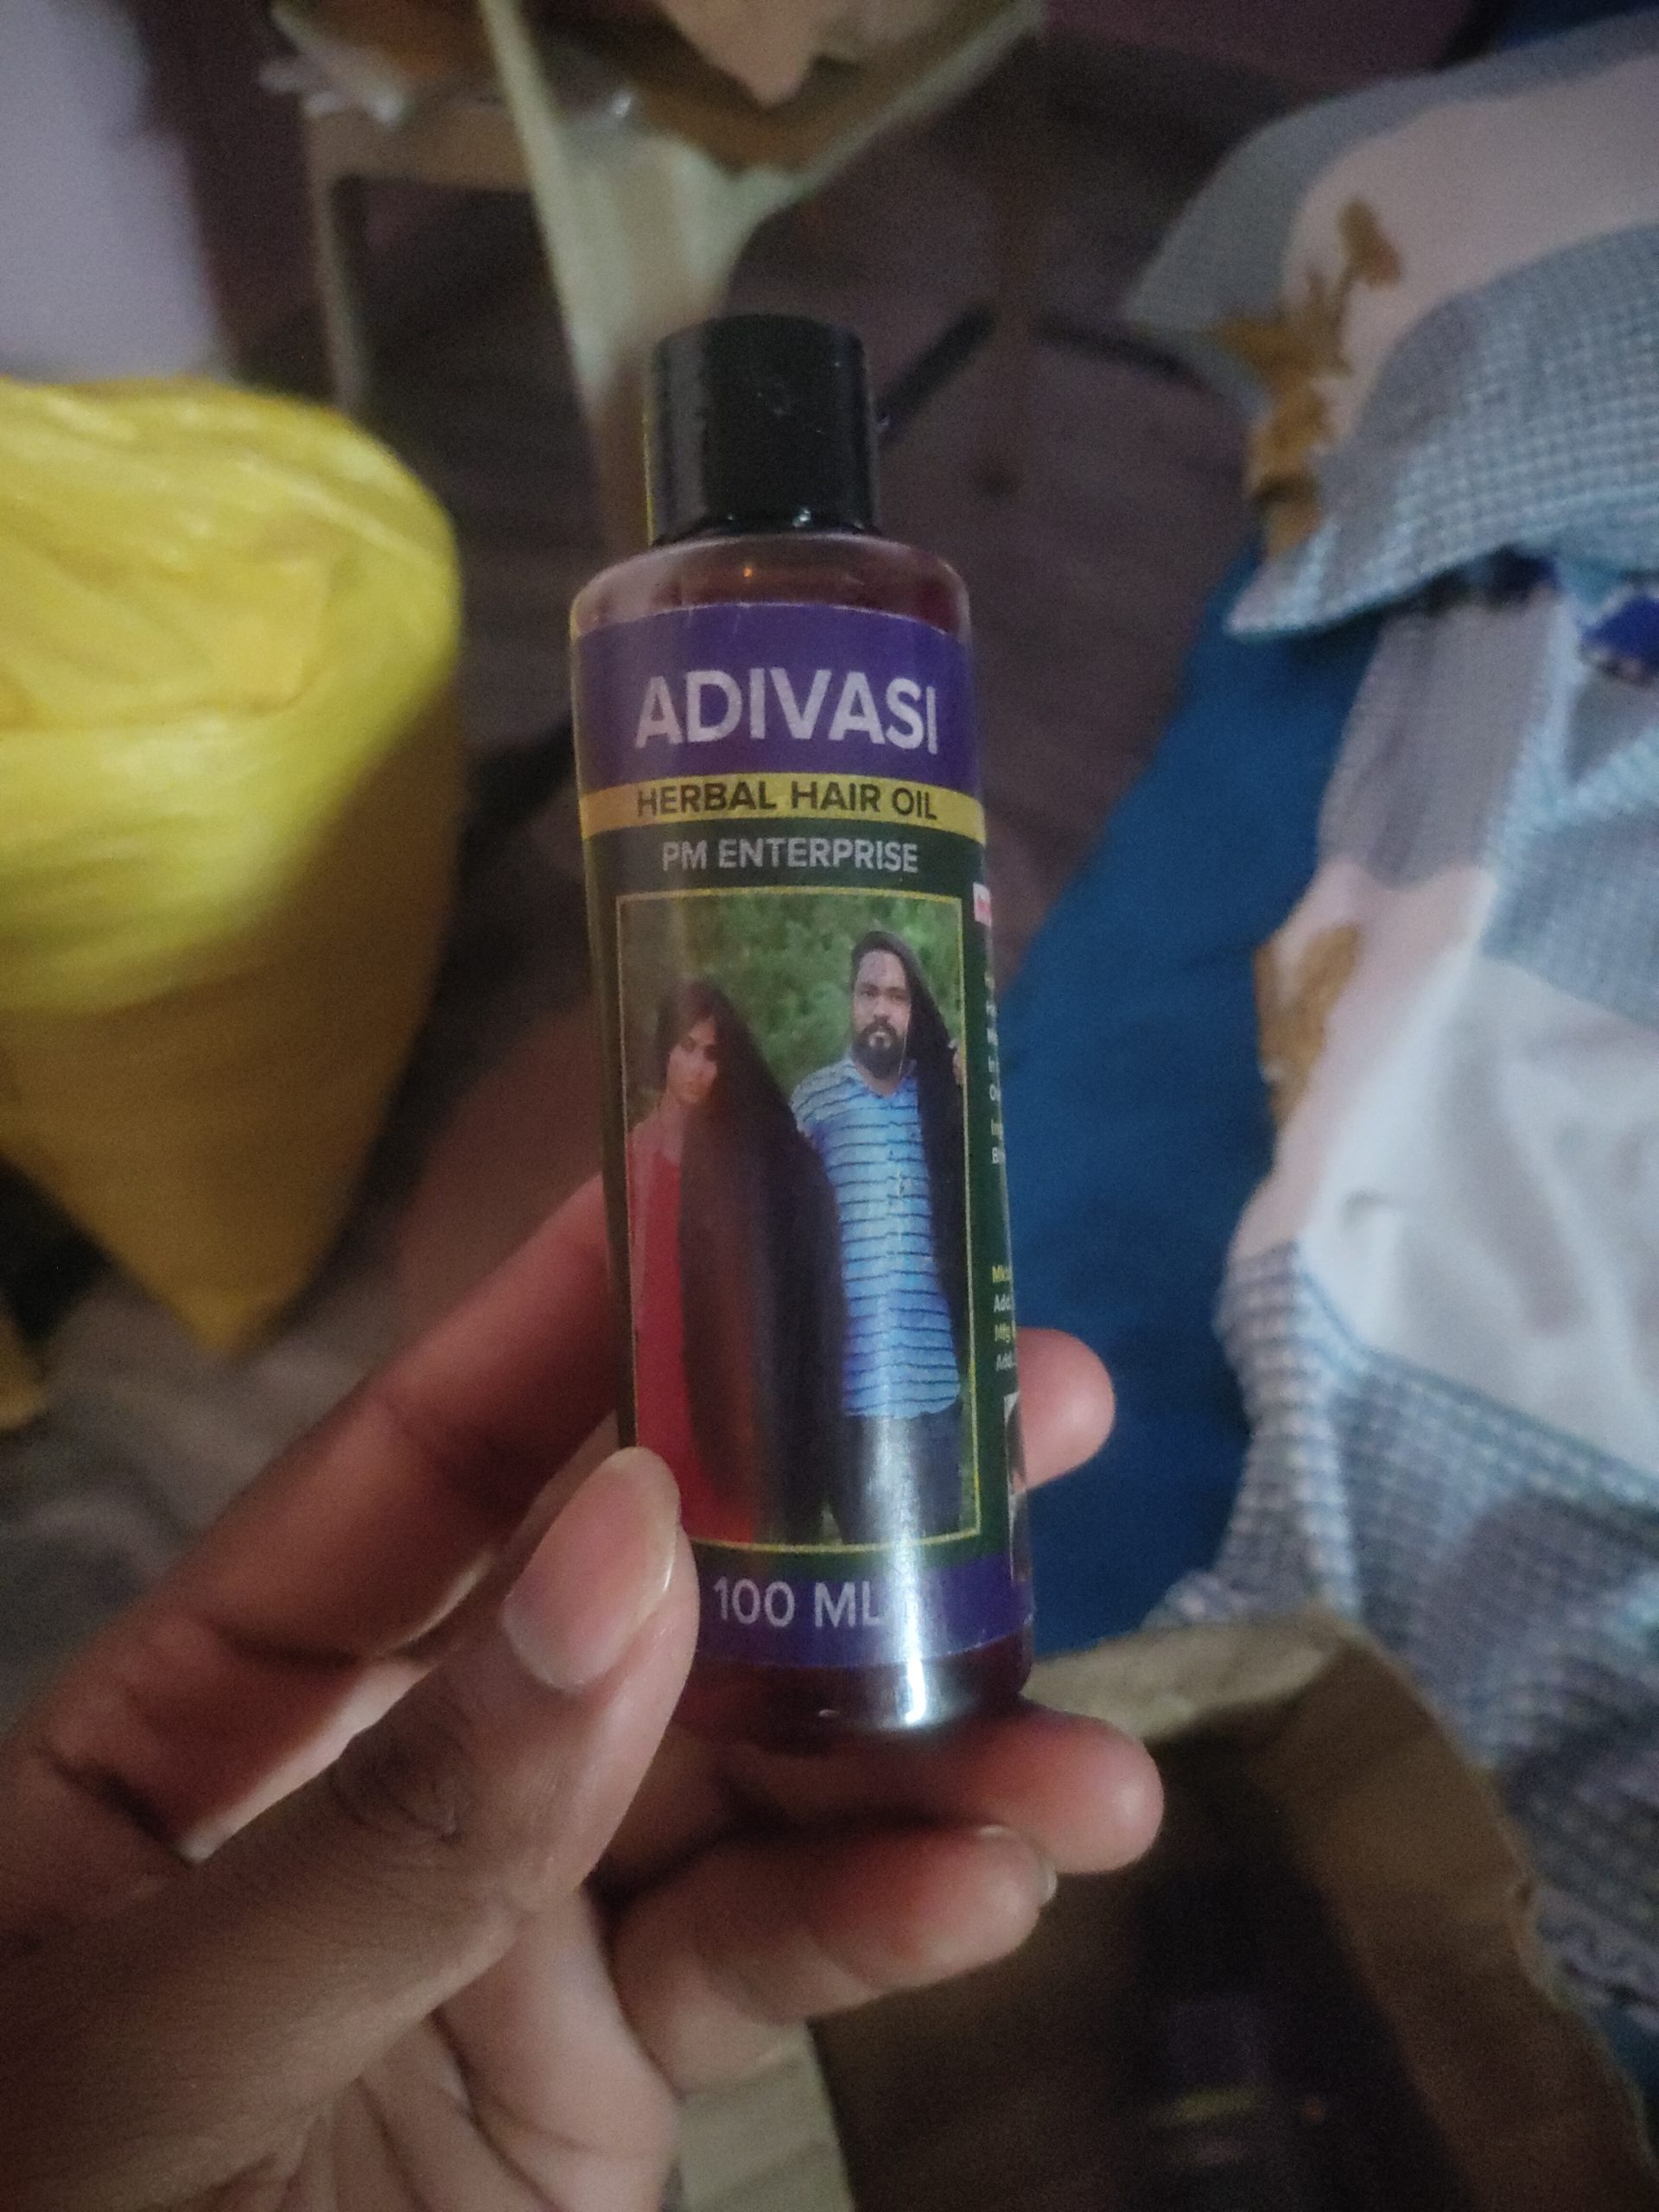 ADIVASI
HERBAL HAIR OIL
PM ENTERPRISE
100 ML